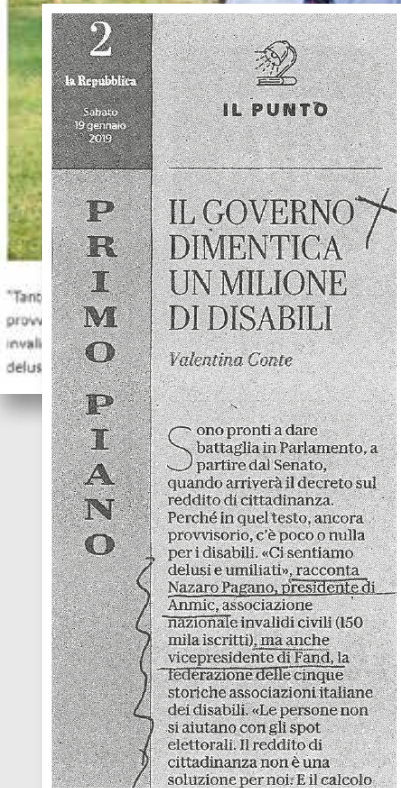 2
la Repubblica
Sabato
19 gennaio
2019
IL PUNTO
PRIMO PIANO
IL GOVERNO
DIMENTICA
UN MILIONE
DI DISABILI
Valentina Conte
Sono pronti a dare
battaglia in Parlamento, a
partire dal Senato,
quando arriverà il decreto sul
reddito di cittadinanza.
Perché in quel testo, ancora
provvisorio, c'è poco o nulla
per i disabili. «Ci sentiamo
delusi e umiliati», racconta
Nazaro Pagano, presidente di
Anmic, associazione
nazionale invalidi civili (150
mila iscritti), ma anche
vicepresidente di Fand, la
federazione delle cinque
storiche associazioni italiane
dei disabili. «Le persone non
si aiutano con gli spot
elettorali. Il reddito di
cittadinanza non è una
soluzione per noi. E il calcolo
"Tant
provv
invali
delus